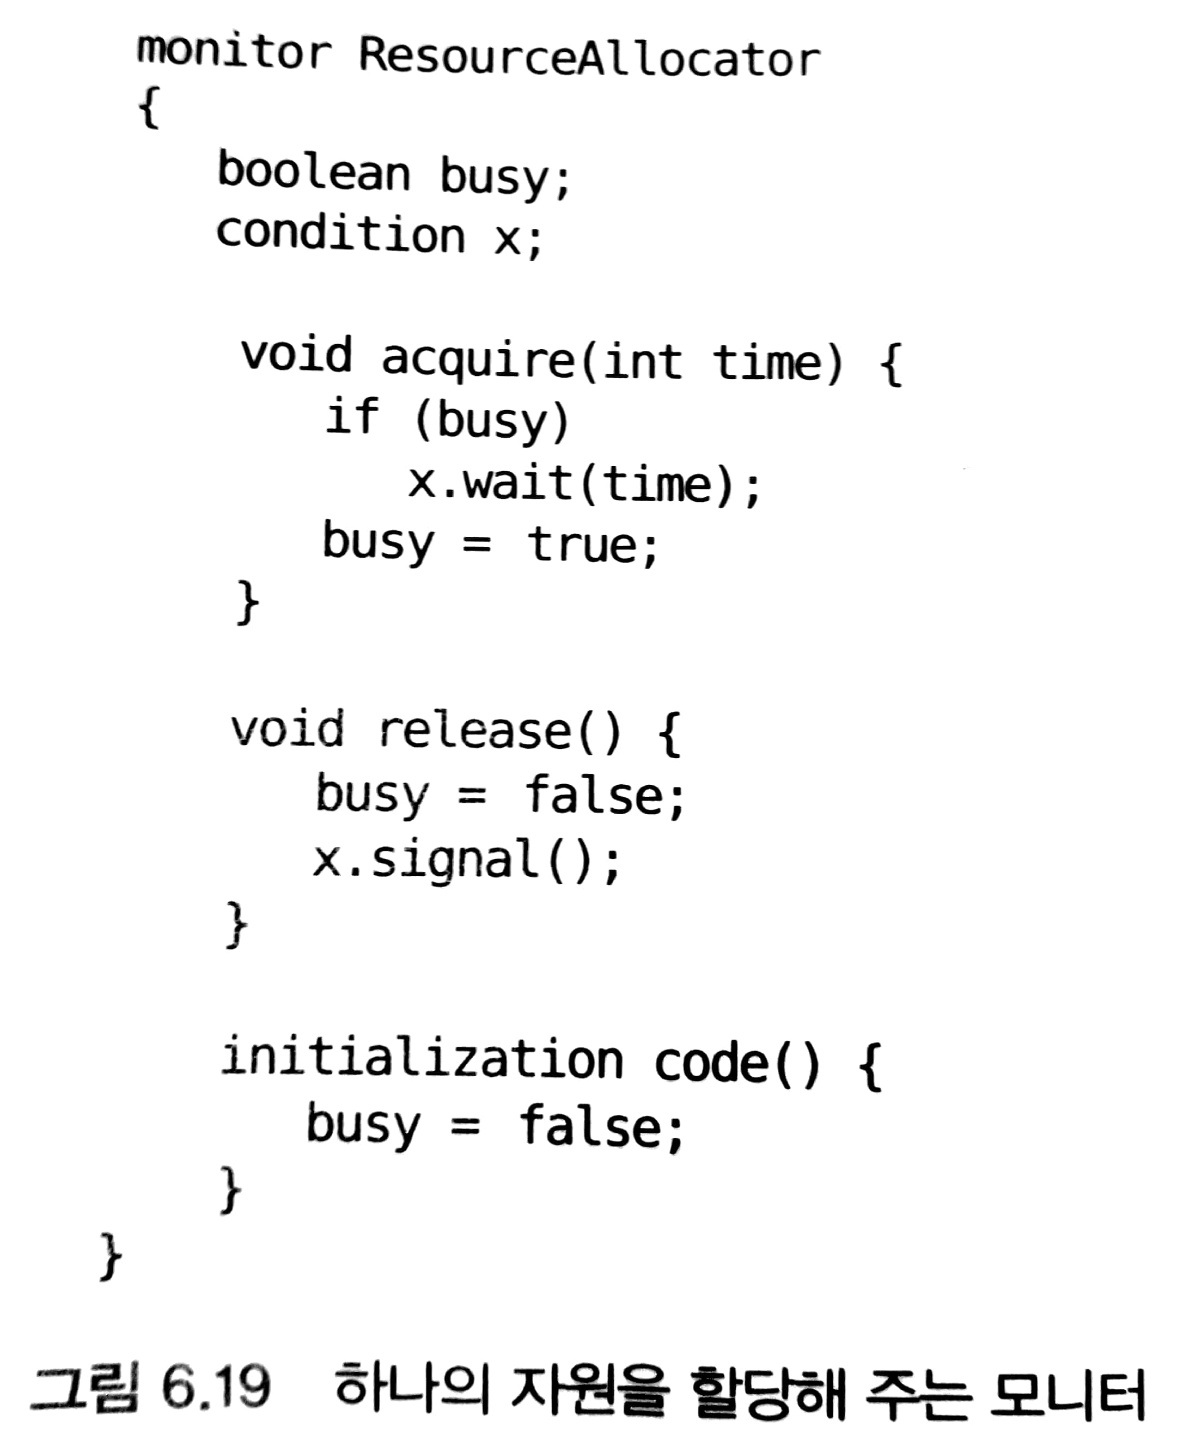 monitor ResourceAllocator
{
boolean busy;
condition x;
void acquire(int time) {
if (busy)
x.wait(time);
busy = true;
}
void release() {
busy = false;
x.signal();
}
initialization code() {
busy = false;
}
}
그림 6.19 하나의 자원을 할당해 주는 모니터